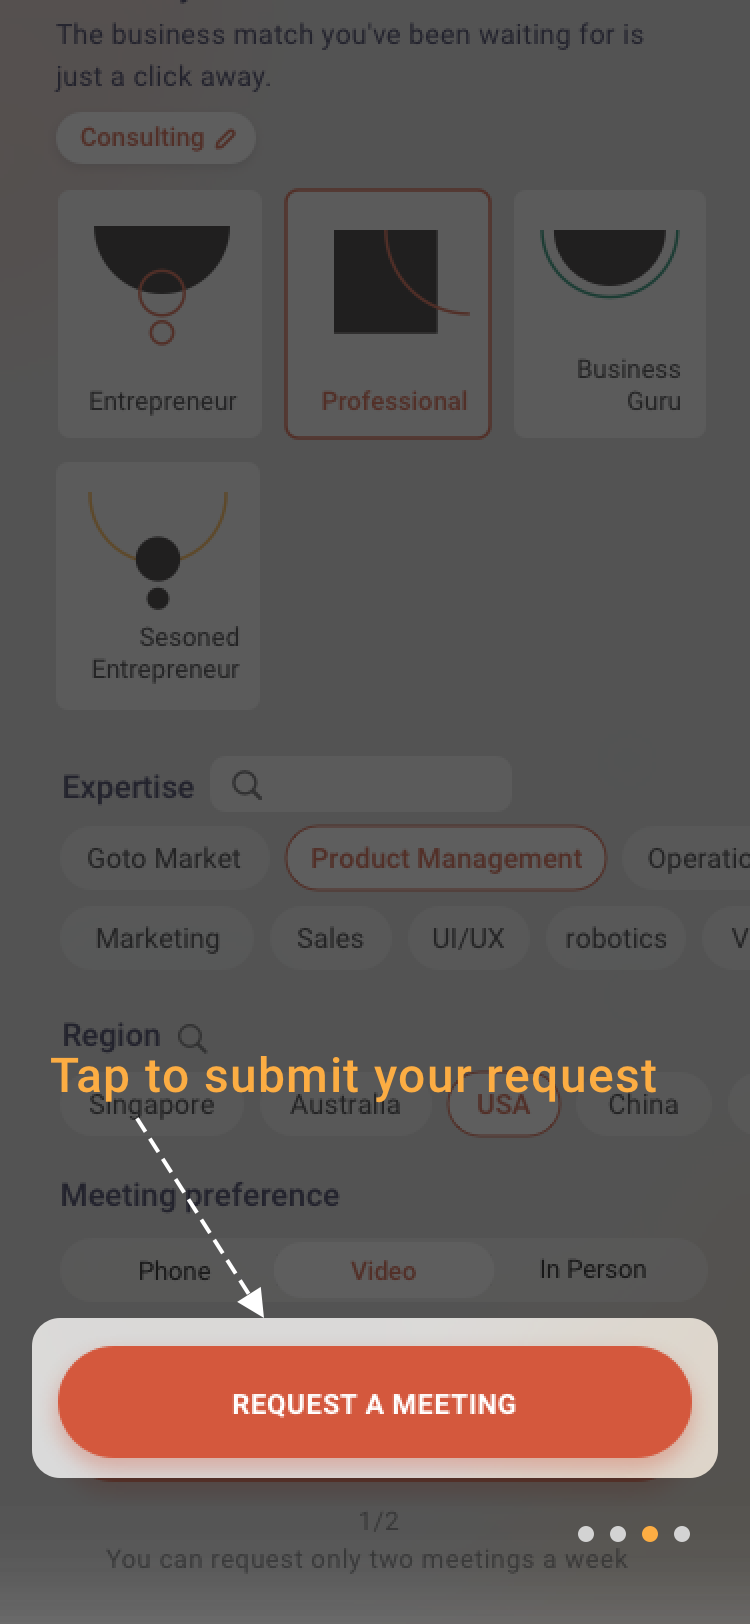 The business match you've been waiting for is
just a click away.
Consulting
Entrepreneur
Professional
Business
Guru
Sesoned
Entrepreneur
Expertise
Goto Market
Product Management
Marketing
Sales
UI/UX
robotics
Region
Tap to submit your request
Singapore
Australia
USA
China
Meeting preference
Phone
Video
In Person
REQUEST A MEETING
1/2
You can request only two meetings a week